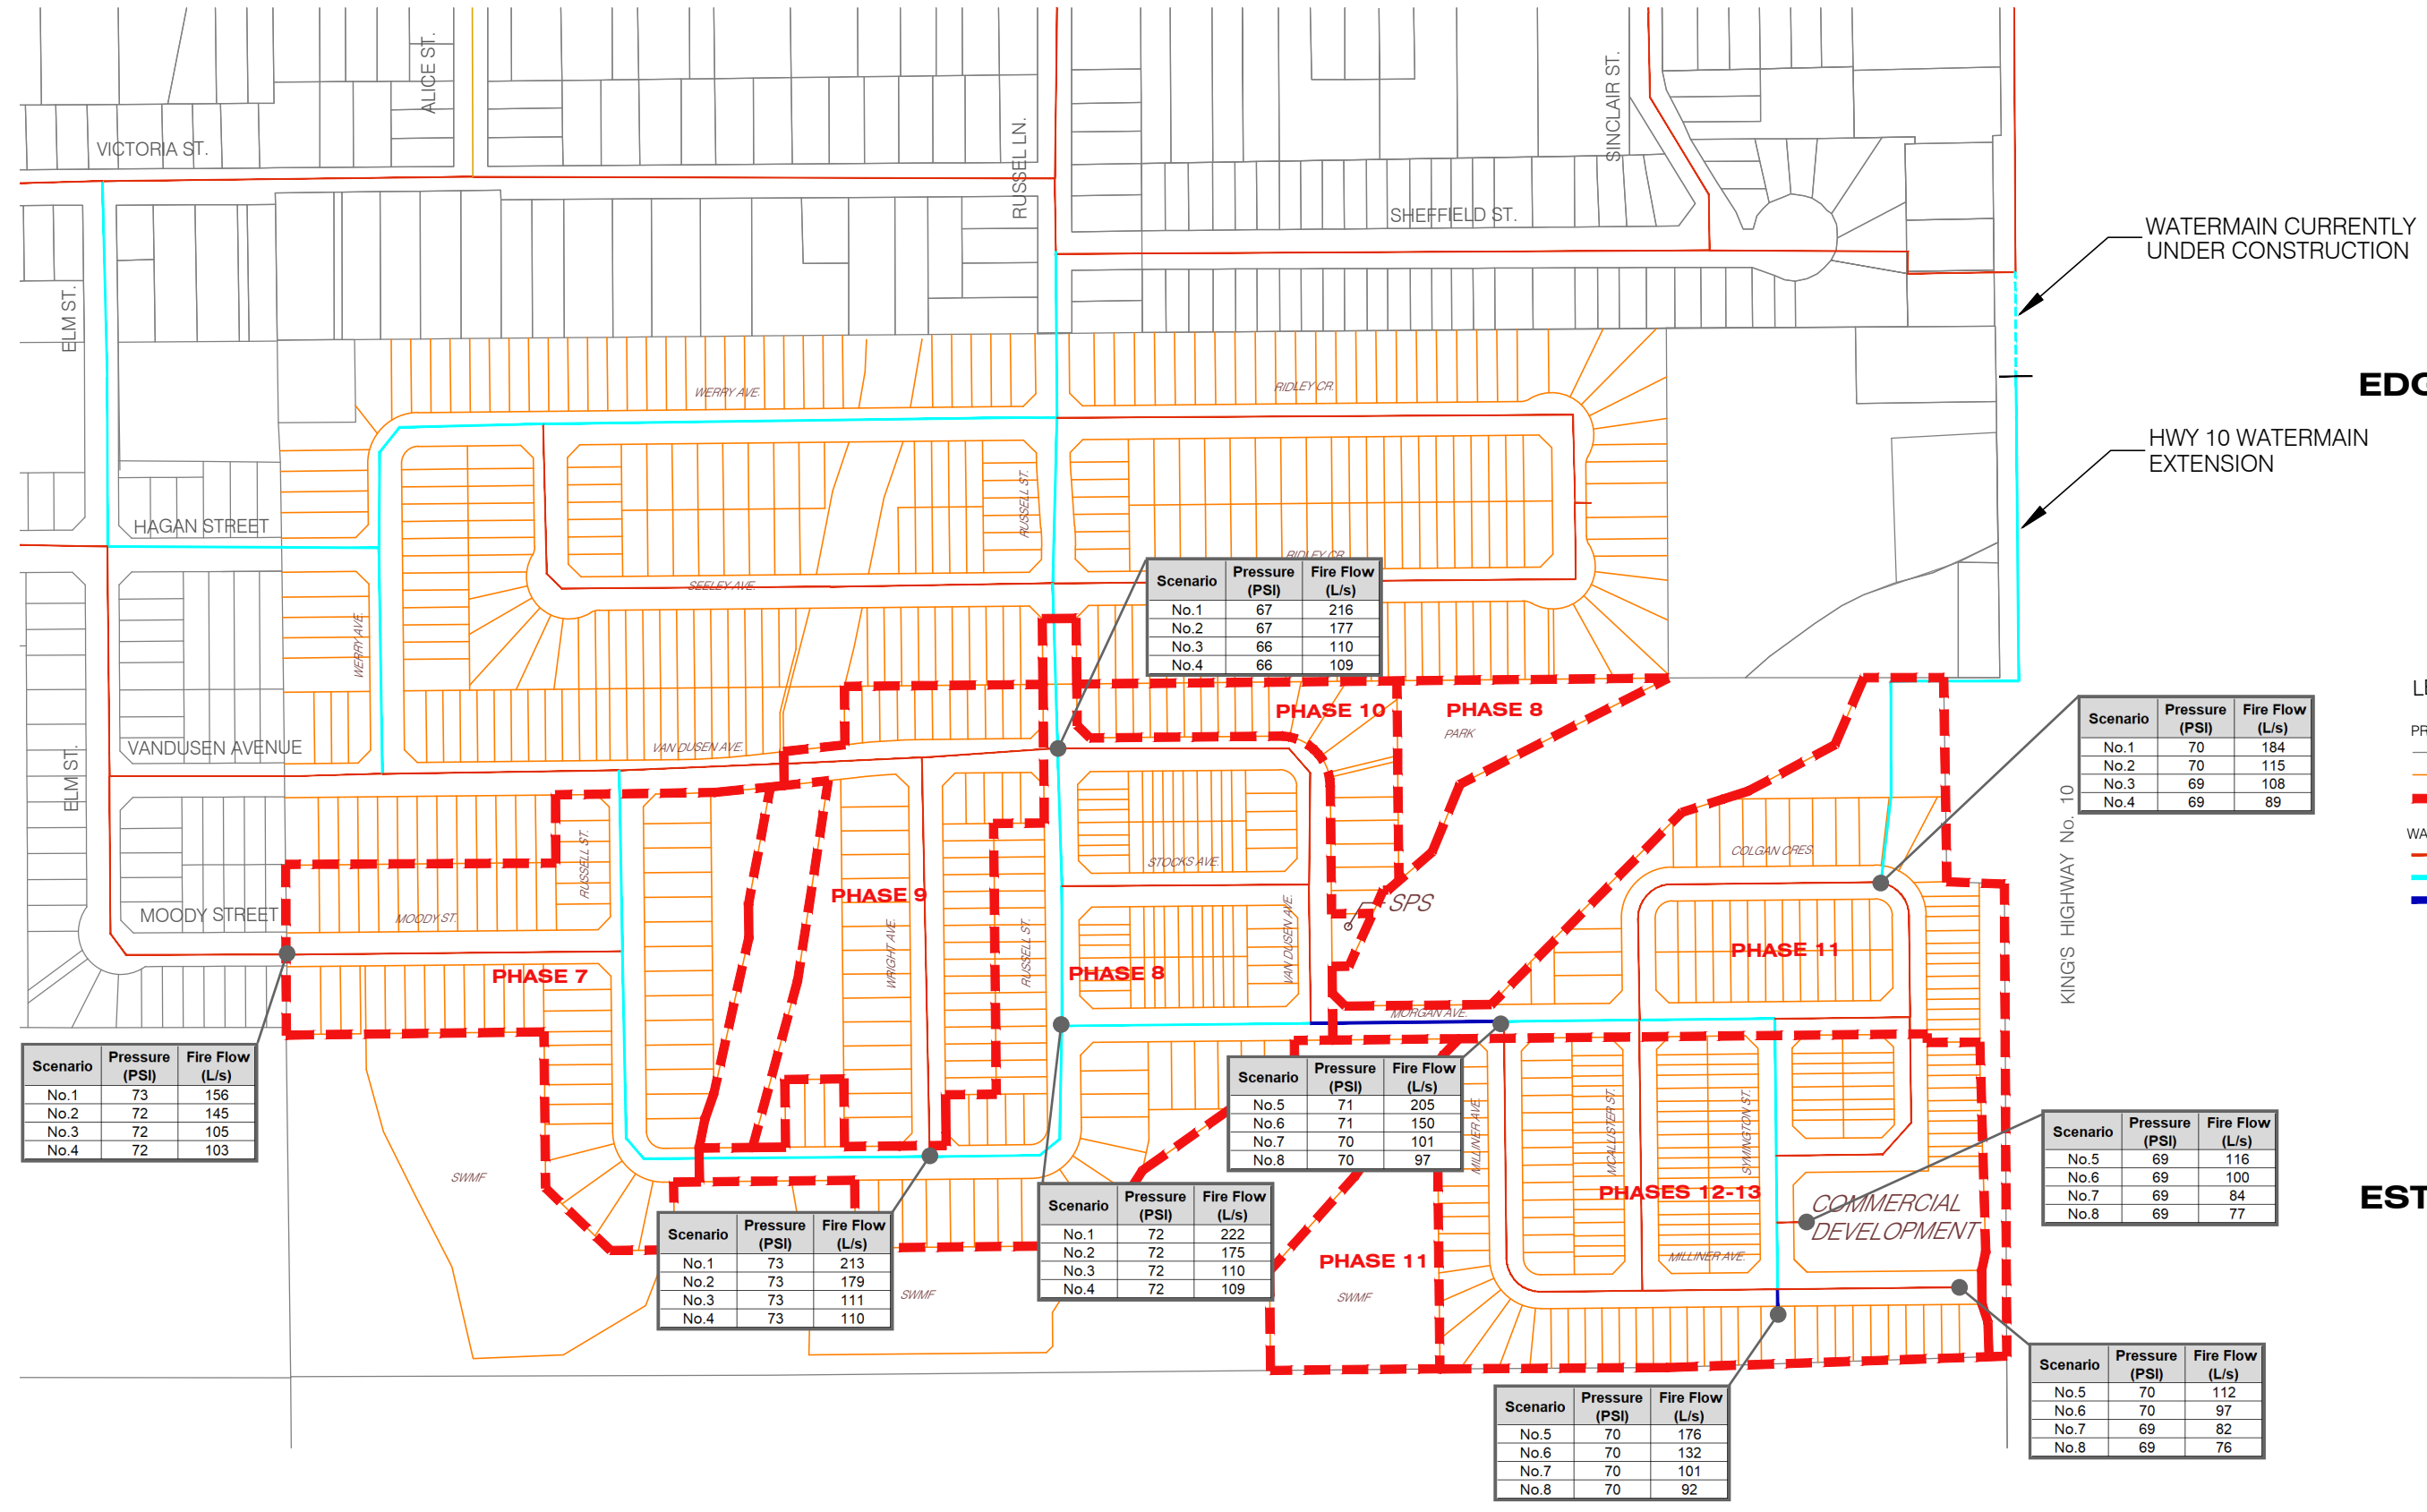 ALICE ST.
VICTORIA ST.
RUSSEL LN.
SINCLAIR ST.
SHEFFIELD ST.
WATERMAIN CURRENTLY
UNDER CONSTRUCTION
ELM ST.
EDG
WERRY AVE.
RIDLEY CR.
HWY 10 WATERMAIN
EXTENSION
RUSSELL ST.
HAGAN STREET
RIDLEY CR.
SEELEY AVE.
WERRY AVE.
Scenario Pressure (PSI) Fire Flow (L/s)
No.1 67 216
No.2 67 177
No.3 66 110
No.4 66 109
LE
PHASE 10
PHASE 8
PARK
PR
VANDUSEN AVENUE
VAN DUSEN AVE.
ELM ST.
Scenario Pressure (PSI) Fire Flow (L/s)
No.1 70 184
No.2 70 115
No.3 69 108
No.4 69 89
KING'S HIGHWAY No. 10
WA
RUSSELL ST.
STOCKS AVE.
COLGAN CRES.
PHASE 9
SPS
MOODY STREET
MOODY ST.
WRIGHT AVE.
RUSSELL ST.
VAN DUSEN AVE.
PHASE 11
PHASE 7
PHASE 8
MORGAN AVE.
Scenario Pressure (PSI) Fire Flow (L/s)
No.1 73 156
No.2 72 145
No.3 72 105
No.4 72 103
Scenario Pressure (PSI) Fire Flow (L/s)
No.5 71 205
No.6 71 150
No.7 70 101
No.8 70 97
MILLINER AVE.
MCALLISTER ST.
SYMINGTON ST.
Scenario Pressure (PSI) Fire Flow (L/s)
No.5 69 116
No.6 69 100
No.7 69 84
No.8 69 77
SWMF
PHASES 12-13
COMMERCIAL
DEVELOPMENT
EST
Scenario Pressure (PSI) Fire Flow (L/s)
No.1 73 213
No.2 73 179
No.3 73 111
No.4 73 110
Scenario Pressure (PSI) Fire Flow (L/s)
No.1 72 222
No.2 72 175
No.3 72 110
No.4 72 109
MILLINER AVE.
PHASE 11
SWMF
SWMF
Scenario Pressure (PSI) Fire Flow (L/s)
No.5 70 112
No.6 70 97
No.7 69 82
No.8 69 76
Scenario Pressure (PSI) Fire Flow (L/s)
No.5 70 176
No.6 70 132
No.7 70 101
No.8 70 92